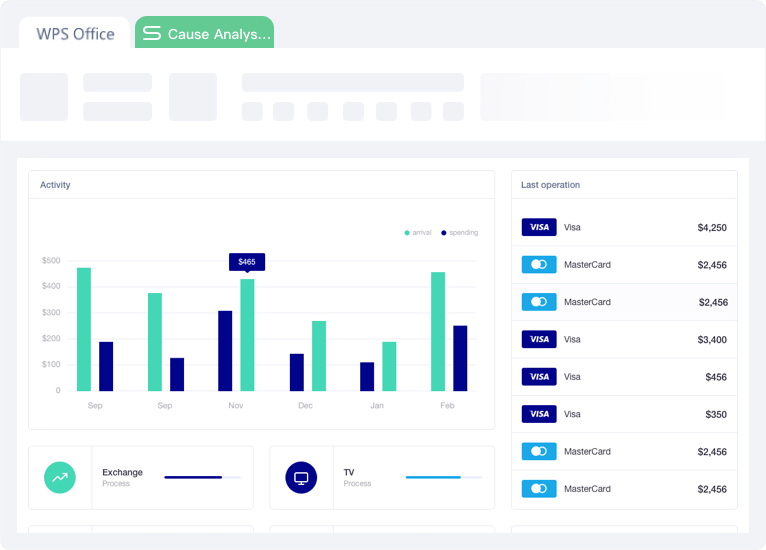 WPS Office
Cause Analys...
Activity
arrival
spending
$465
$500
$400
$300
$200
$100
0
Sep
Sep
Nov
Dec
Jan
Feb
Last operation
VISA Visa $4,250
MasterCard $2,456
MasterCard $2,456
VISA Visa $3,400
VISA Visa $456
VISA Visa $350
MasterCard $2,456
MasterCard $2,456
Exchange
Process
TV
Process